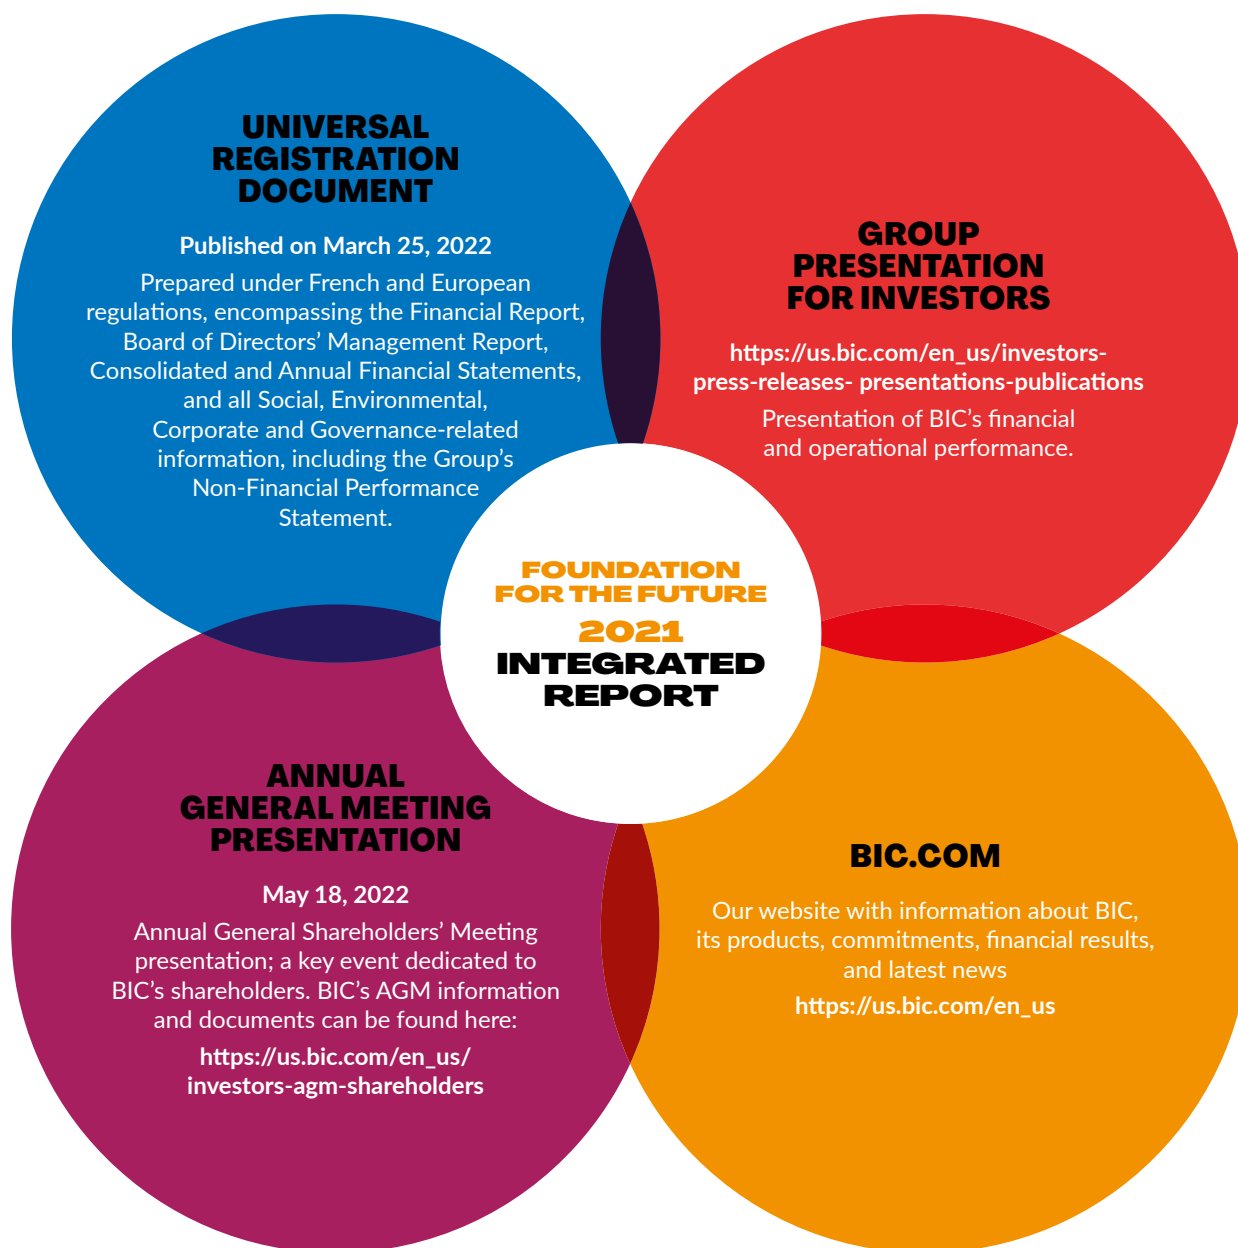 UNIVERSAL
REGISTRATION
DOCUMENT
Published on March 25, 2022
Prepared under French and European
regulations, encompassing the Financial Report,
Board of Directors’ Management Report,
Consolidated and Annual Financial Statements,
and all Social, Environmental,
Corporate and Governance-related
information, including the Group’s
Non-Financial Performance
Statement.
GROUP
PRESENTATION
FOR INVESTORS
https://us.bic.com/en_us/investors-
press-releases- presentations-publications
Presentation of BIC’s financial
and operational performance.
FOUNDATION
FOR THE FUTURE
2021
INTEGRATED
REPORT
ANNUAL
GENERAL MEETING
PRESENTATION
May 18, 2022
Annual General Shareholders’ Meeting
presentation; a key event dedicated to
BIC’s shareholders. BIC’s AGM information
and documents can be found here:
https://us.bic.com/en_us/
investors-agm-shareholders
BIC.COM
Our website with information about BIC,
its products, commitments, financial results,
and latest news
https://us.bic.com/en_us